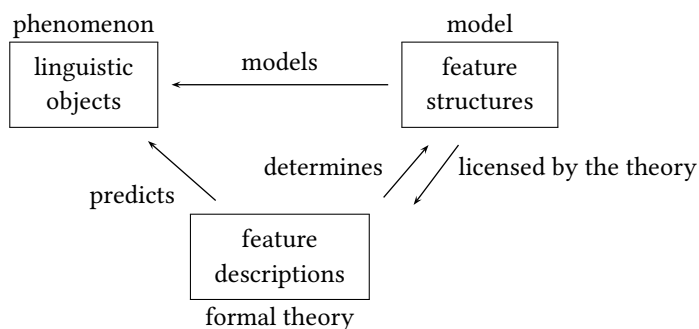 phenomenon
model
linguistic
objects
models
feature
structures
determines
licensed by the theory
predicts
feature
descriptions
formal theory